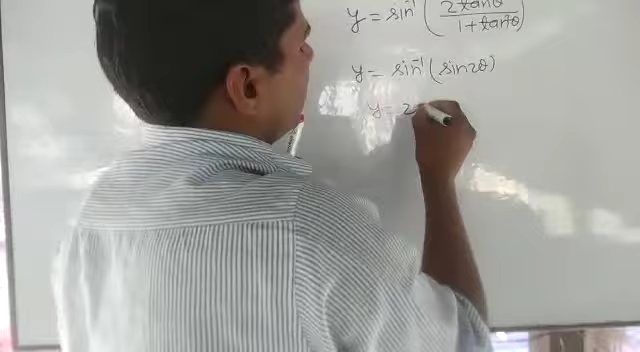 y = sin⁻¹ (2tanθ / 1+tan²θ)
y = sin⁻¹ (sin2θ)
y = 2